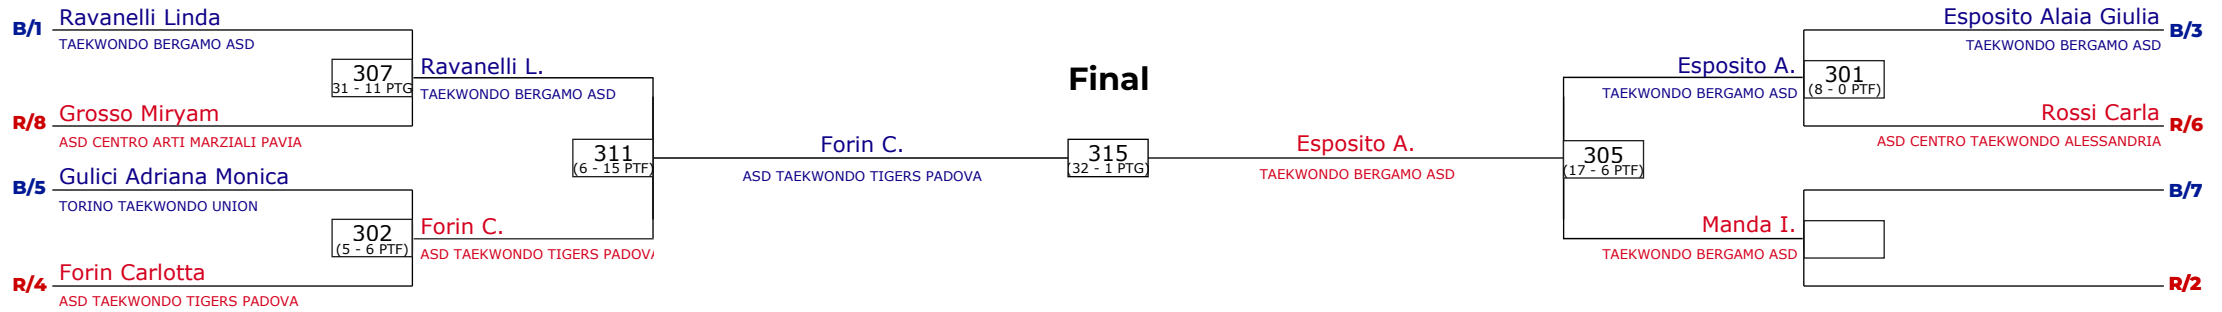 B/1
Ravanelli Linda
TAEKWONDO BERGAMO ASD
307
31 - 11 PTG
R/8
Grosso Miryam
ASD CENTRO ARTI MARZIALI PAVIA
B/5
Gulici Adriana Monica
TORINO TAEKWONDO UNION
302
(5 - 6 PTF)
R/4
Forin Carlotta
ASD TAEKWONDO TIGERS PADOVA
Ravanelli L.
TAEKWONDO BERGAMO ASD
311
(6 - 15 PTF)
Forin C.
ASD TAEKWONDO TIGERS PADOVA
Final
Forin C.
ASD TAEKWONDO TIGERS PADOVA
315
(32 - 1 PTG)
Esposito A.
TAEKWONDO BERGAMO ASD
Esposito A.
TAEKWONDO BERGAMO ASD
305
(17 - 6 PTF)
Manda I.
TAEKWONDO BERGAMO ASD
Esposito Alaia Giulia
B/3
TAEKWONDO BERGAMO ASD
301
(8 - 0 PTF)
Rossi Carla
R/6
ASD CENTRO TAEKWONDO ALESSANDRIA
B/7
R/2